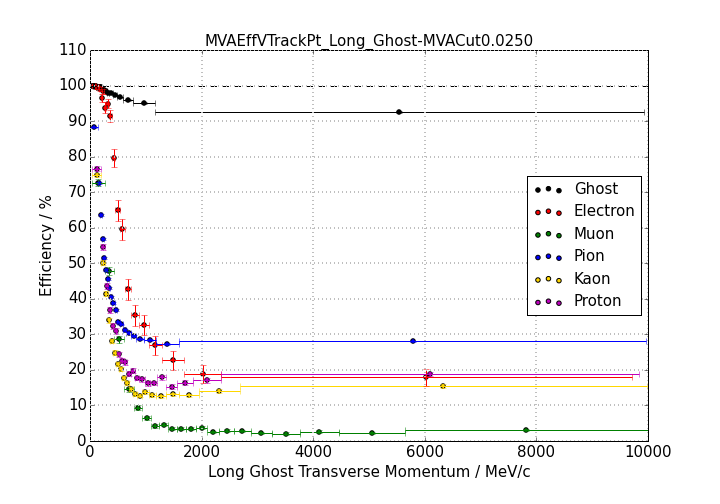 MVAEffVTrackPt_Long_Ghost-MVACut0.0250
110
100
90
80
70
60
50
40
30
20
10
0
Efficiency / %
Ghost
Electron
Muon
Pion
Kaon
Proton
0 2000 4000 6000 8000 10000
Long Ghost Transverse Momentum / MeV/c